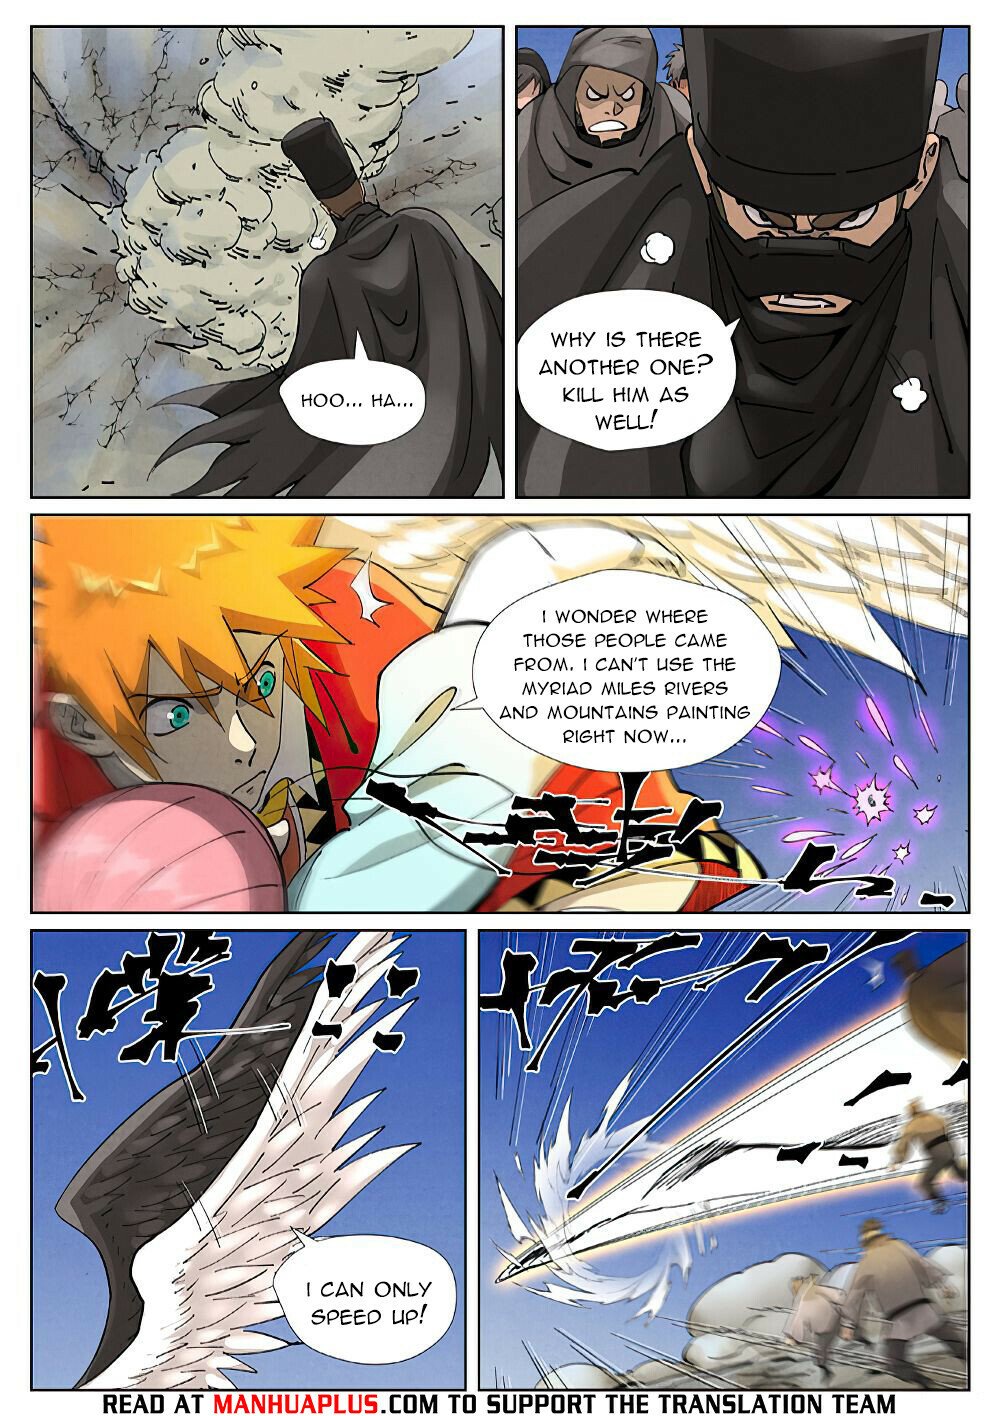 HOO... HA...
WHY IS THERE
ANOTHER ONE?
KILL HIM AS
WELL!
I WONDER WHERE
THOSE PEOPLE CAME
FROM. I CAN'T USE THE
MYRIAD MILES RIVERS
AND MOUNTAINS PAINTING
RIGHT NOW...
I CAN ONLY
SPEED UP!
READ AT MANHUAPLUS.COM TO SUPPORT THE TRANSLATION TEAM